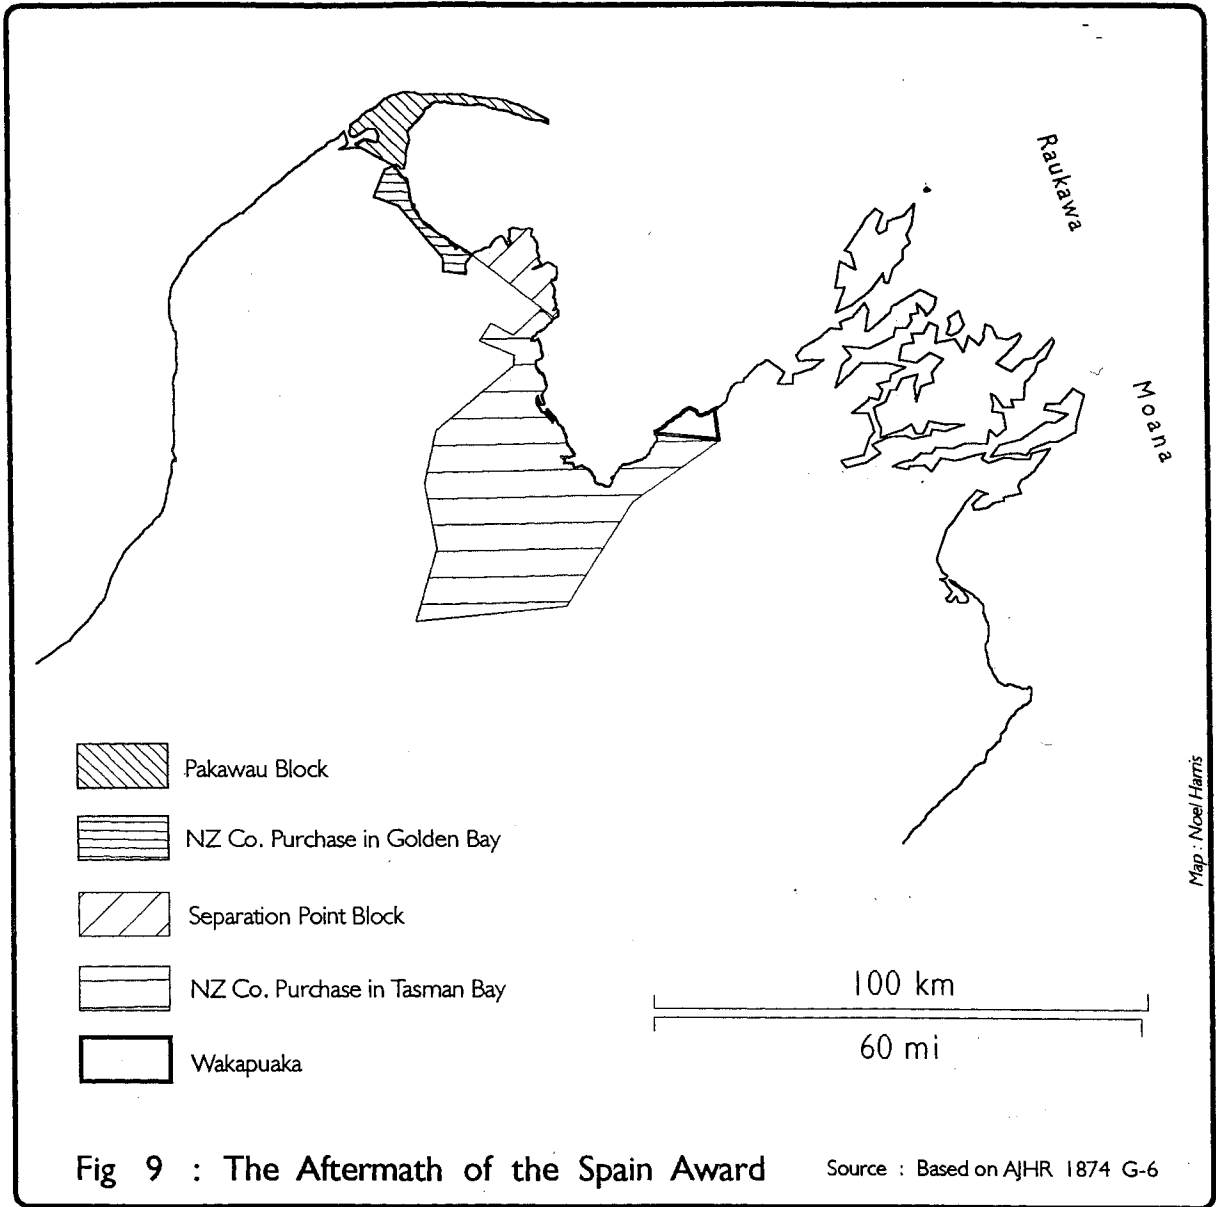 Raukawa
Moana
Pakawau Block
NZ Co. Purchase in Golden Bay
Separation Point Block
NZ Co. Purchase in Tasman Bay
Wakapuaka
100 km
60 mi
Map : Noel Harris
Fig 9 : The Aftermath of the Spain Award
Source : Based on AJHR 1874 G-6